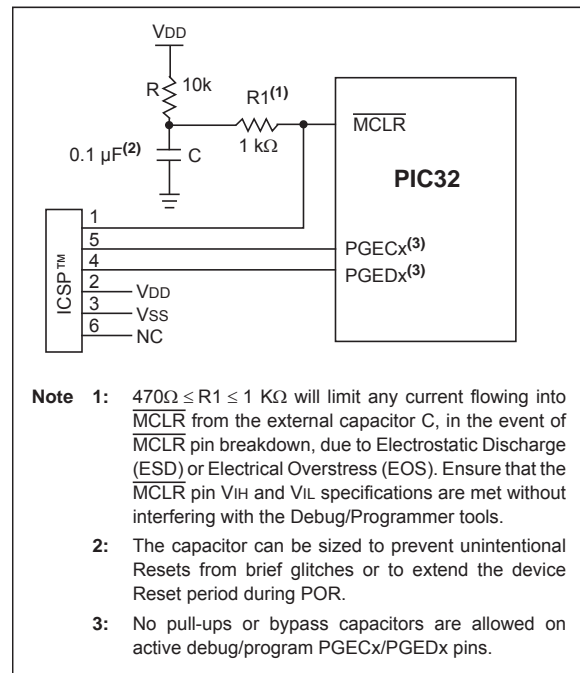 VDD
R 10k
R1(1)
1 kΩ
MCLR
0.1 µF(2) C
PIC32
ICSP™
1
5
4
2
3
6
PGECx(3)
PGEDx(3)
VDD
VSS
NC
Note 1: 470Ω ≤ R1 ≤ 1 KΩ will limit any current flowing into
MCLR from the external capacitor C, in the event of
MCLR pin breakdown, due to Electrostatic Discharge
(ESD) or Electrical Overstress (EOS). Ensure that the
MCLR pin VIH and VIL specifications are met without
interfering with the Debug/Programmer tools.
2: The capacitor can be sized to prevent unintentional
Resets from brief glitches or to extend the device
Reset period during POR.
3: No pull-ups or bypass capacitors are allowed on
active debug/program PGECx/PGEDx pins.